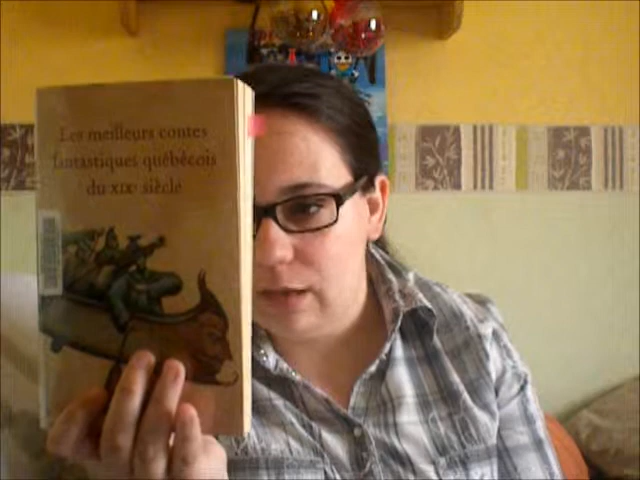 Les meilleurs contes
fantastiques québécois
du XIXe siècle